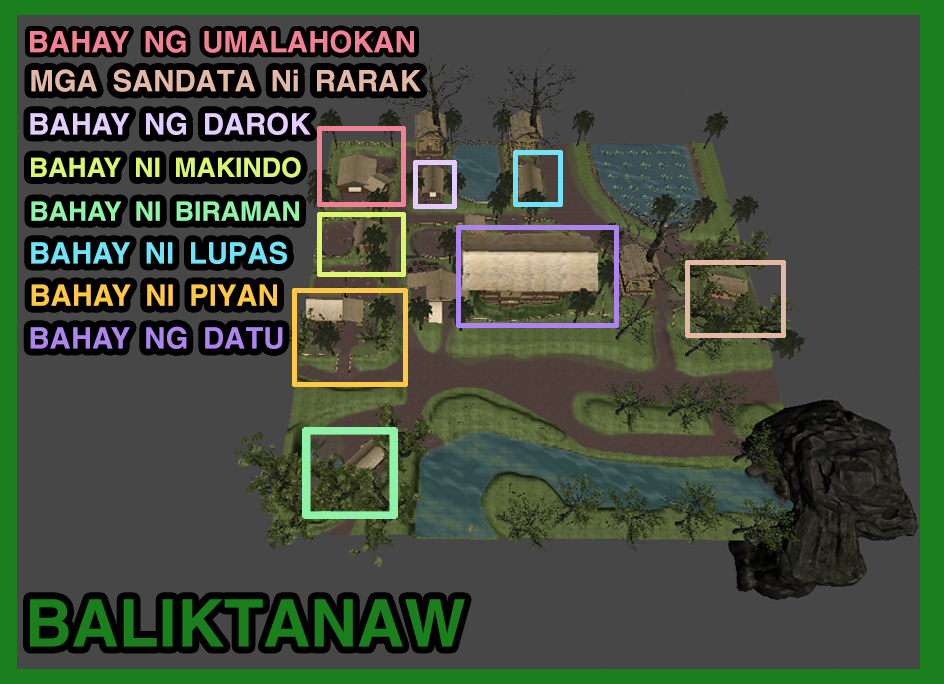 BAHAY NG UMALAHOKAN
MGA SANDATA Ni RARAK
BAHAY NG DAROK
BAHAY NI MAKINDO
BAHAY NI BIRAMAN
BAHAY NI LUPAS
BAHAY NI PIYAN
BAHAY NG DATU
BALIKTANAW